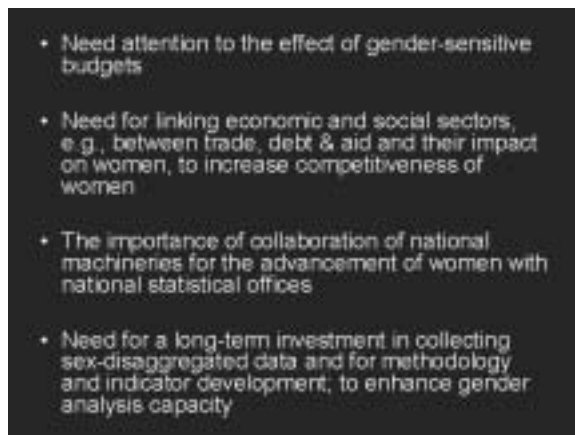 • Need attention to the effect of gender-sensitive
budgets
• Need for linking economic and social sectors,
e.g., between trade, debt & aid and their impact
on women, to increase competitiveness of
women
• The importance of collaboration of national
machineries for the advancement of women with
national statistical offices
• Need for a long-term investment in collecting
sex-disaggregated data and for methodology
and indicator development; to enhance gender
analysis capacity